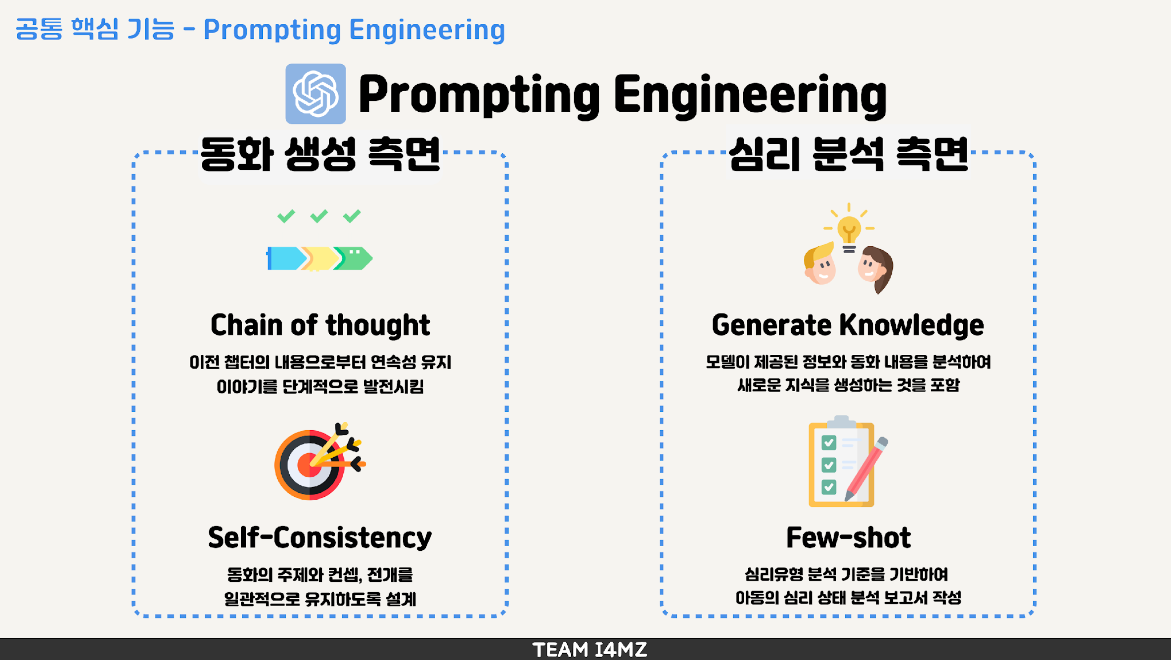 공통 핵심 기능 - Prompting Engineering
Prompting Engineering
동화 생성 측면
Chain of thought
이전 챕터의 내용으로부터 연속성 유지
이야기를 단계적으로 발전시킴
Self-Consistency
동화의 주제와 컨셉, 전개를
일관적으로 유지하도록 설계
심리 분석 측면
Generate Knowledge
모델이 제공된 정보와 동화 내용을 분석하여
새로운 지식을 생성하는 것을 포함
Few-shot
심리유형 분석 기준을 기반하여
아동의 심리 상태 분석 보고서 작성
TEAM I4MZ